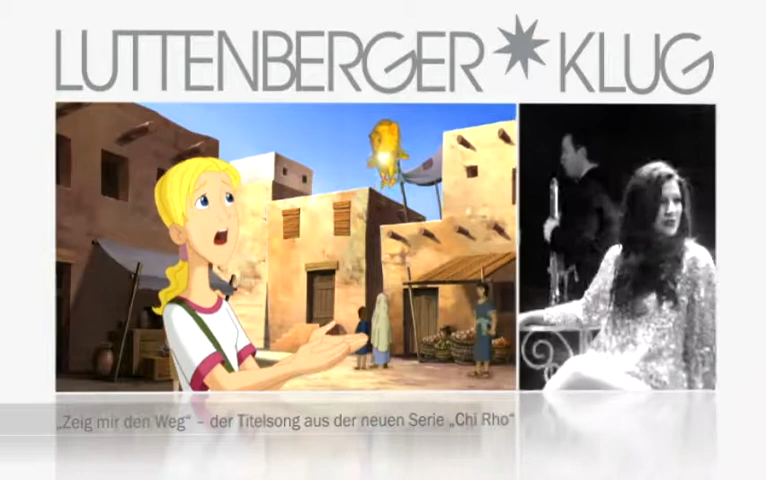 LUTTENBERGER*KLUG
„Zeig mir den Weg“ – der Titelsong aus der neuen Serie „Chi Rho“